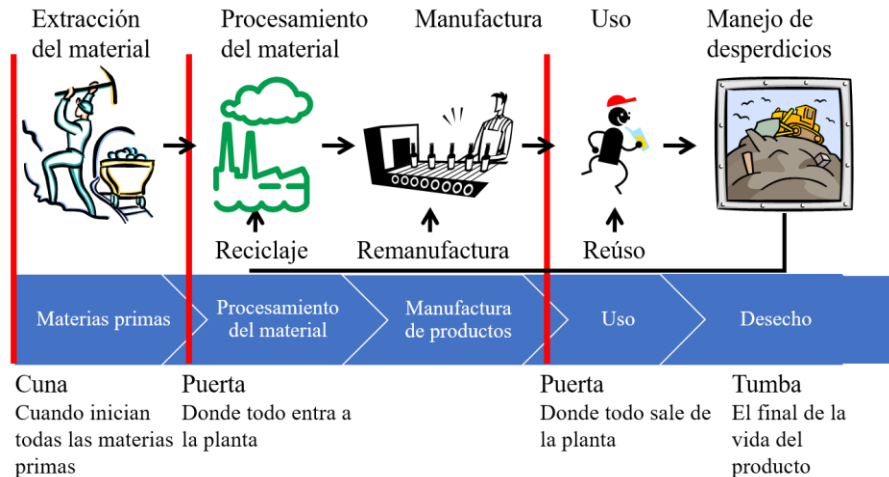 Extracción
del material
Procesamiento
del material
Manufactura
Uso
Manejo de
desperdicios
Reciclaje
Remanufactura
Reúso
Materias primas
Procesamiento
del material
Manufactura
de productos
Uso
Desecho
Cuna
Cuando inician
todas las materias
primas
Puerta
Donde todo entra a
la planta
Puerta
Donde todo sale de
la planta
Tumba
El final de la
vida del
producto